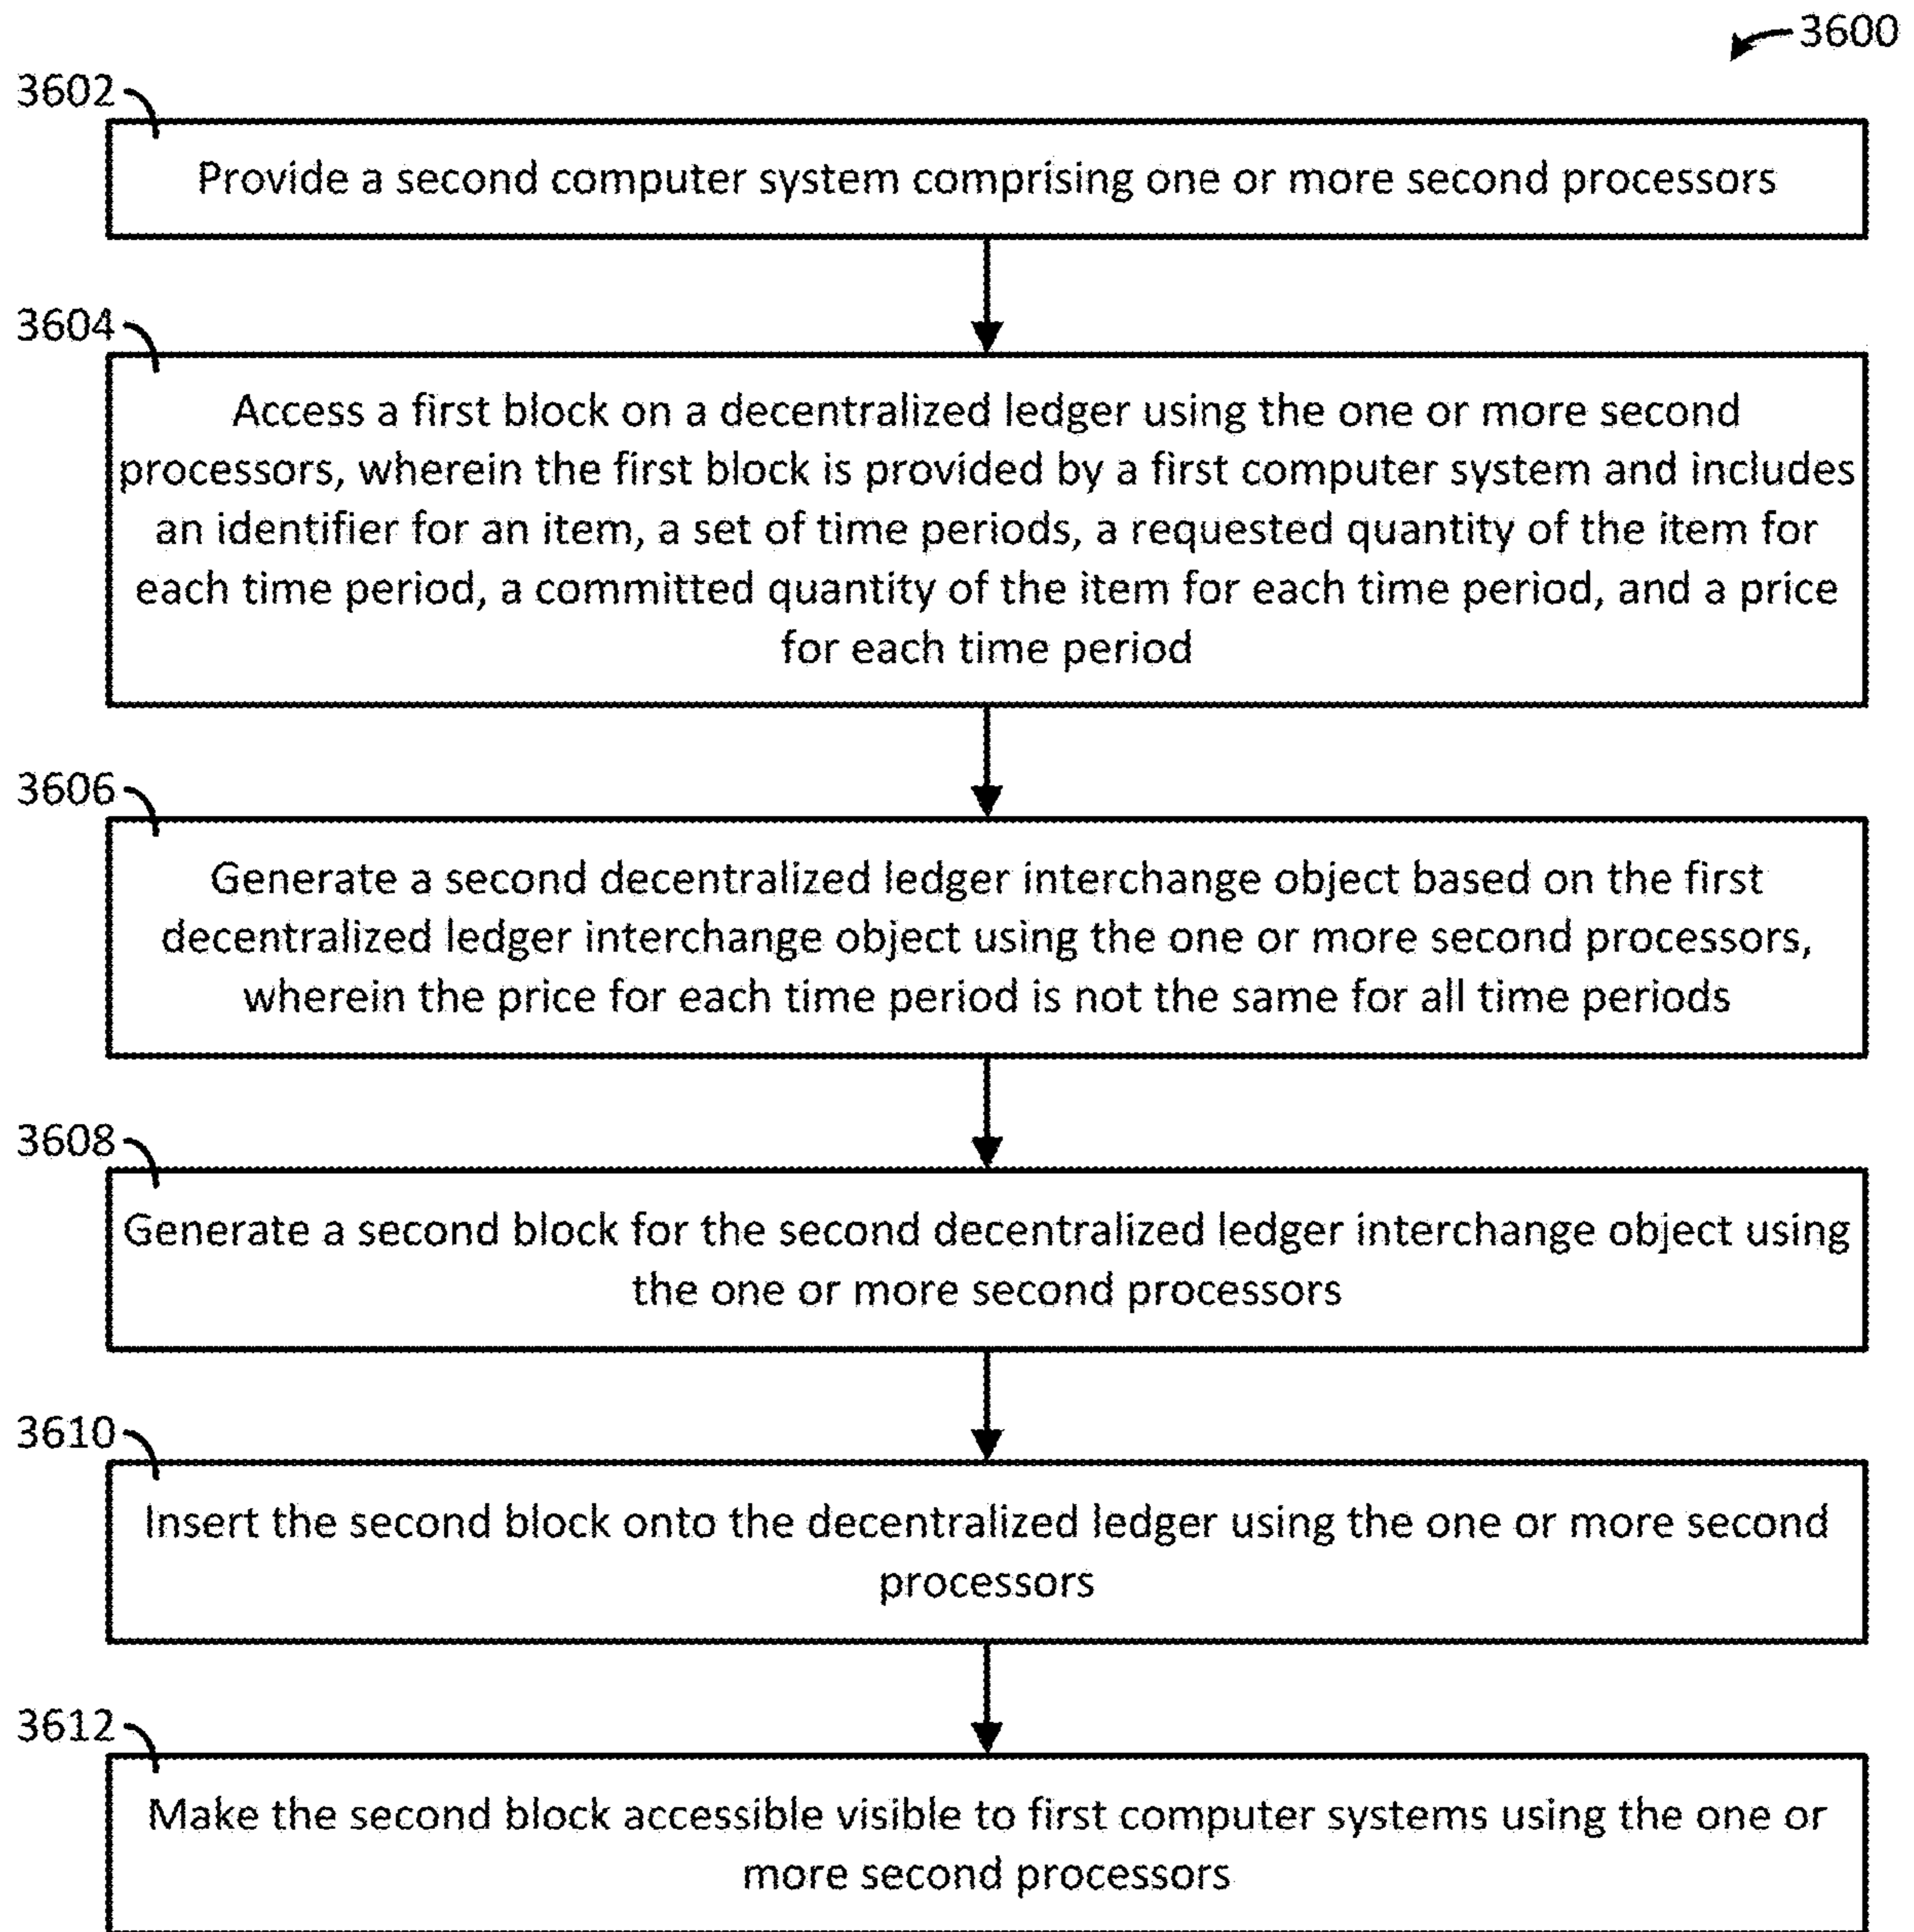 3600
3602
Provide a second computer system comprising one or more second processors
3604
Access a first block on a decentralized ledger using the one or more second
processors, wherein the first block is provided by a first computer system and includes
an identifier for an item, a set of time periods, a requested quantity of the item for
each time period, a committed quantity of the item for each time period, and a price
for each time period
3606
Generate a second decentralized ledger interchange object based on the first
decentralized ledger interchange object using the one or more second processors,
wherein the price for each time period is not the same for all time periods
3608
Generate a second block for the second decentralized ledger interchange object using
the one or more second processors
3610
Insert the second block onto the decentralized ledger using the one or more second
processors
3612
Make the second block accessible visible to first computer systems using the one or
more second processors